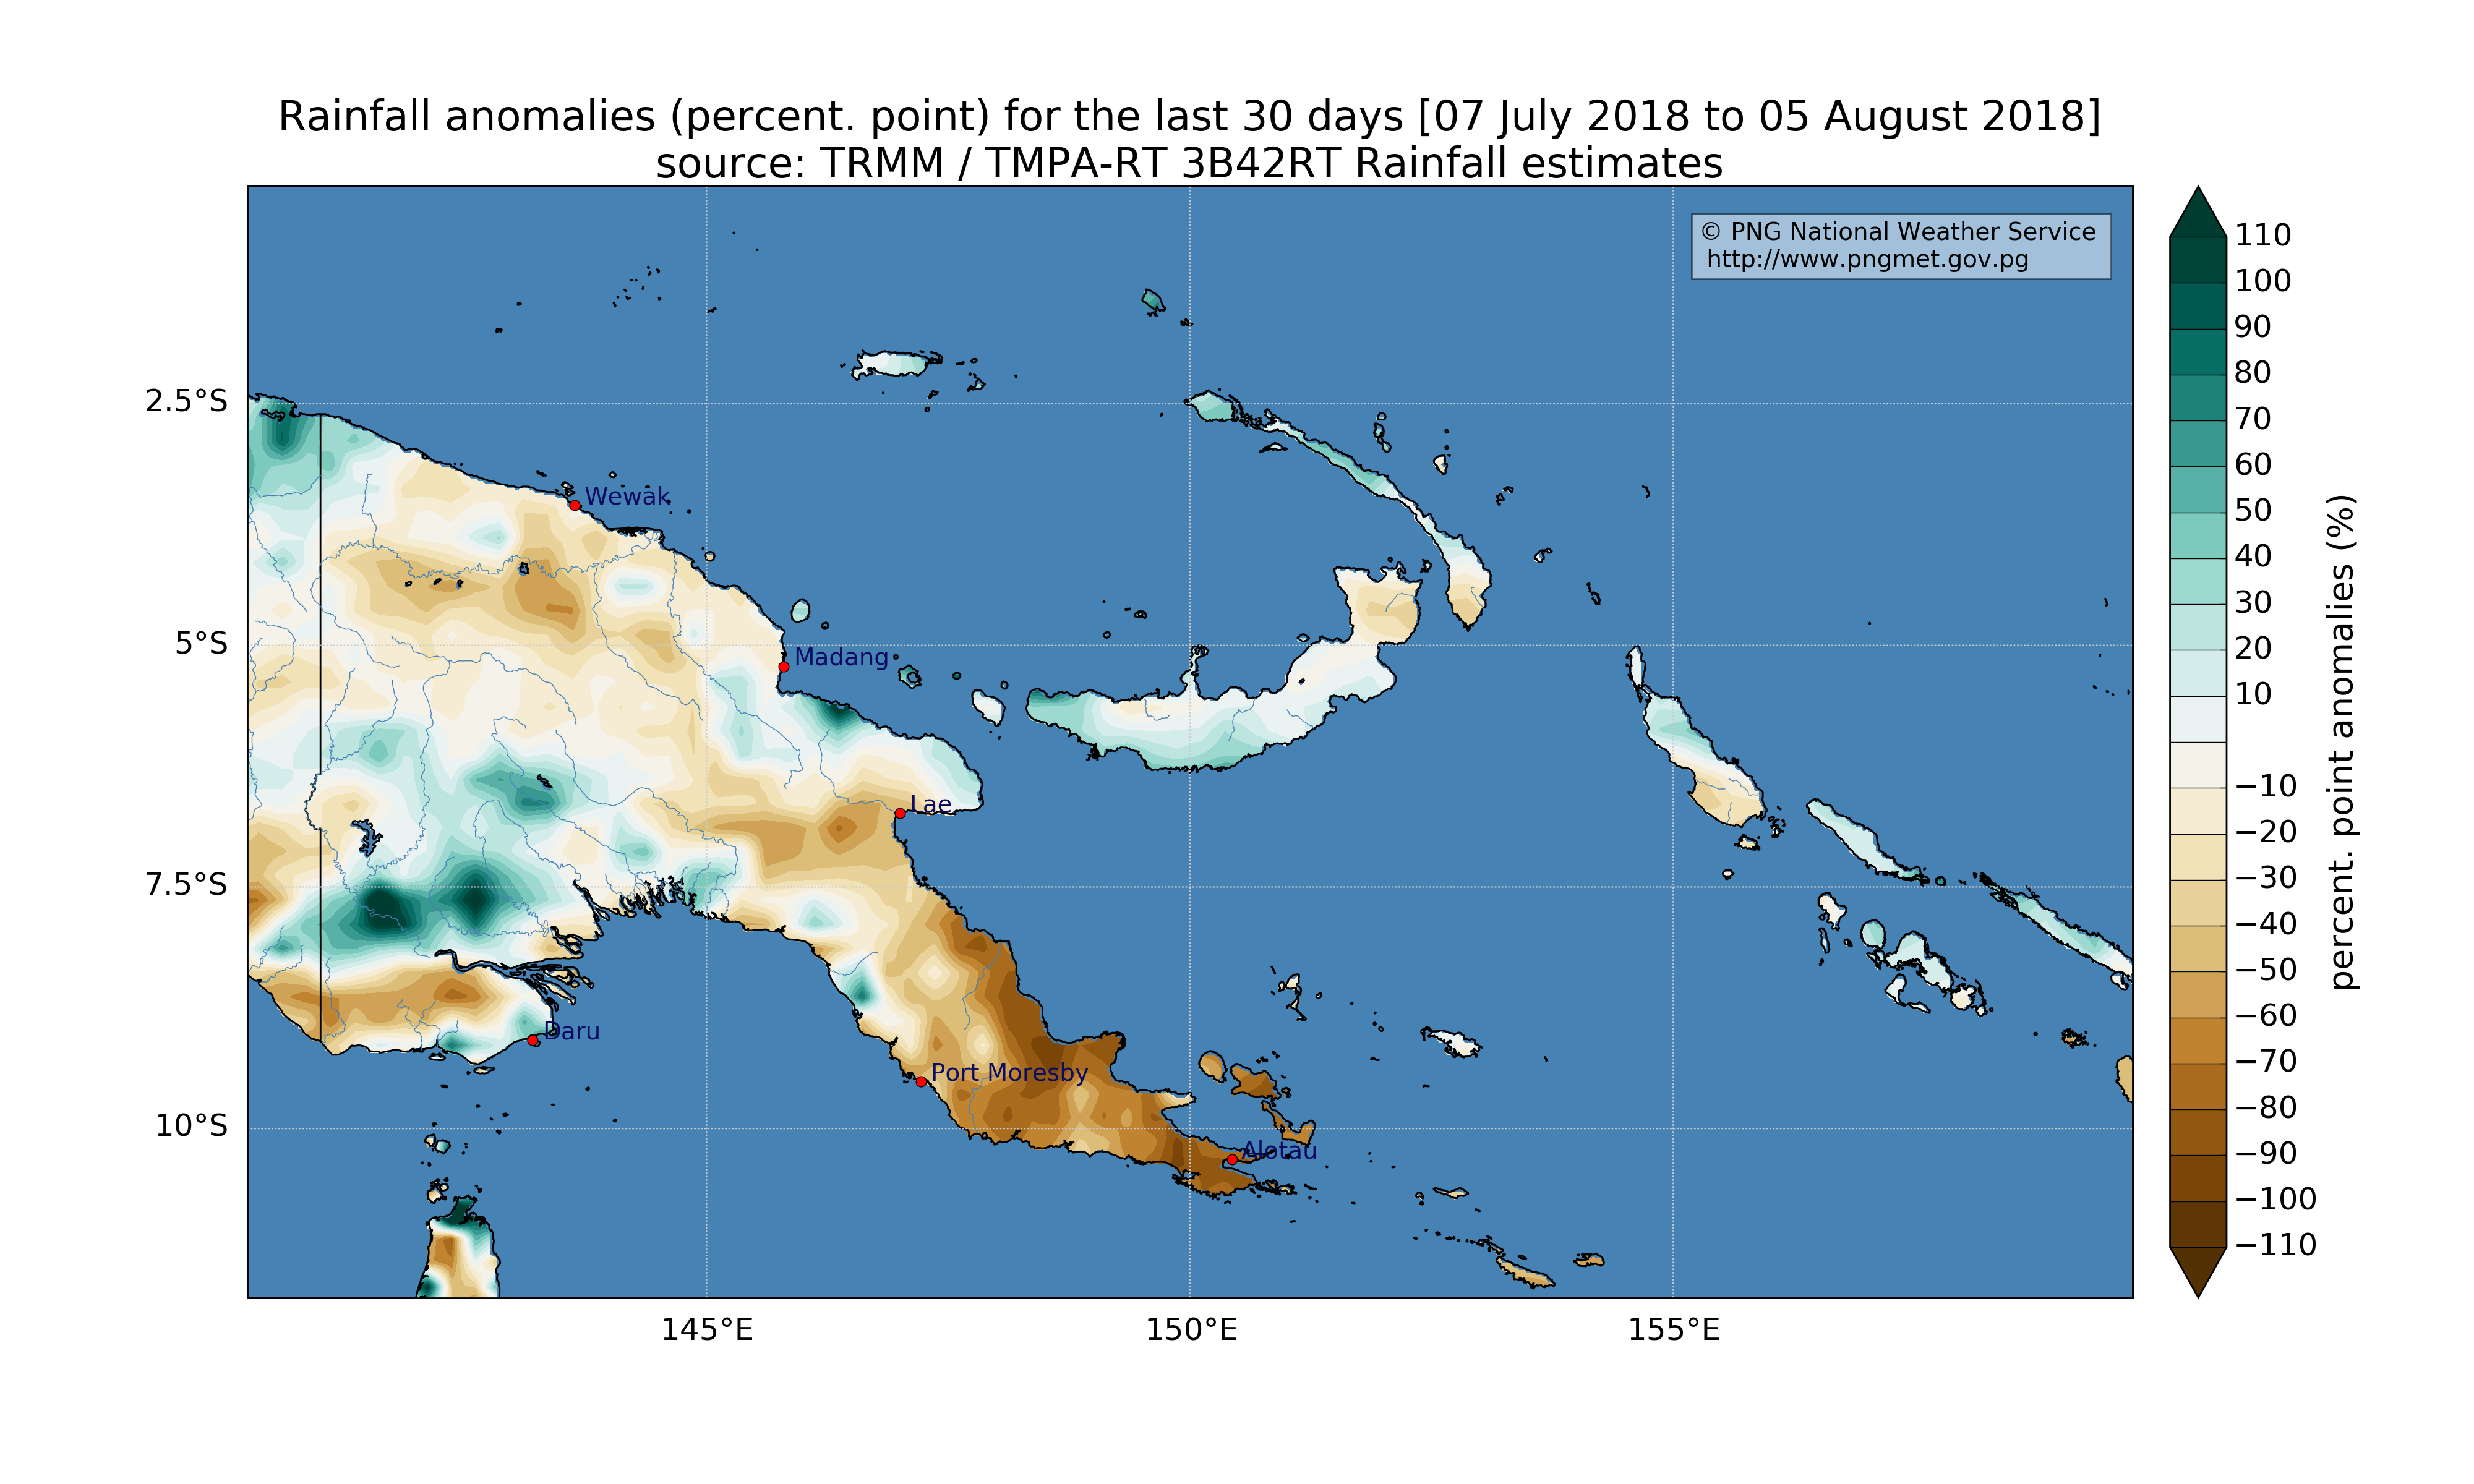 Rainfall anomalies (percent. point) for the last 30 days [07 July 2018 to 05 August 2018]
source: TRMM / TMPA-RT 3B42RT Rainfall estimates
© PNG National Weather Service
http://www.pngmet.gov.pg
2.5°S
5°S
7.5°S
10°S
145°E
150°E
155°E
Wewak
Madang
Lae
Daru
Port Moresby
Alotau
110
100
90
80
70
60
50
40
30
20
10
−10
−20
−30
−40
−50
−60
−70
−80
−90
−100
−110
percent. point anomalies (%)